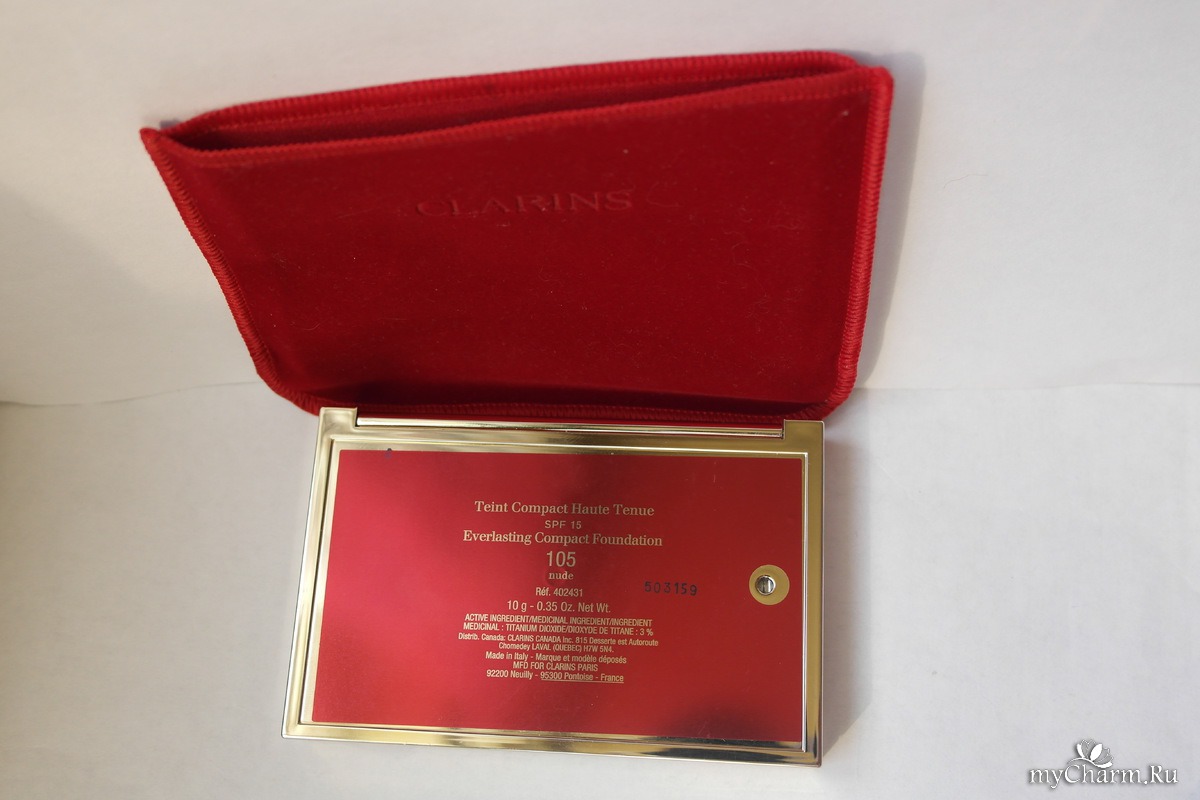 CLARINS
Teint Compact Haute Tenue
SPF 15
Everlasting Compact Foundation
105
nude
503159
Réf. 402431
10 g - 0.35 Oz. Net Wt.
ACTIVE INGREDIENT/MEDICINAL INGREDIENT/INGREDIENT
MEDICINAL : TITANIUM DIOXIDE/DIOXYDE DE TITANE : 3 %
Distrib. Canada: CLARINS CANADA Inc. 815 Desserte est Autoroute
Chomedey LAVAL (QUEBEC) H7W 5N4.
Made in Italy - Marque et modèle déposés
MFD FOR CLARINS PARIS
92200 Neuilly - 95300 Pontoise - France
myCharm.Ru